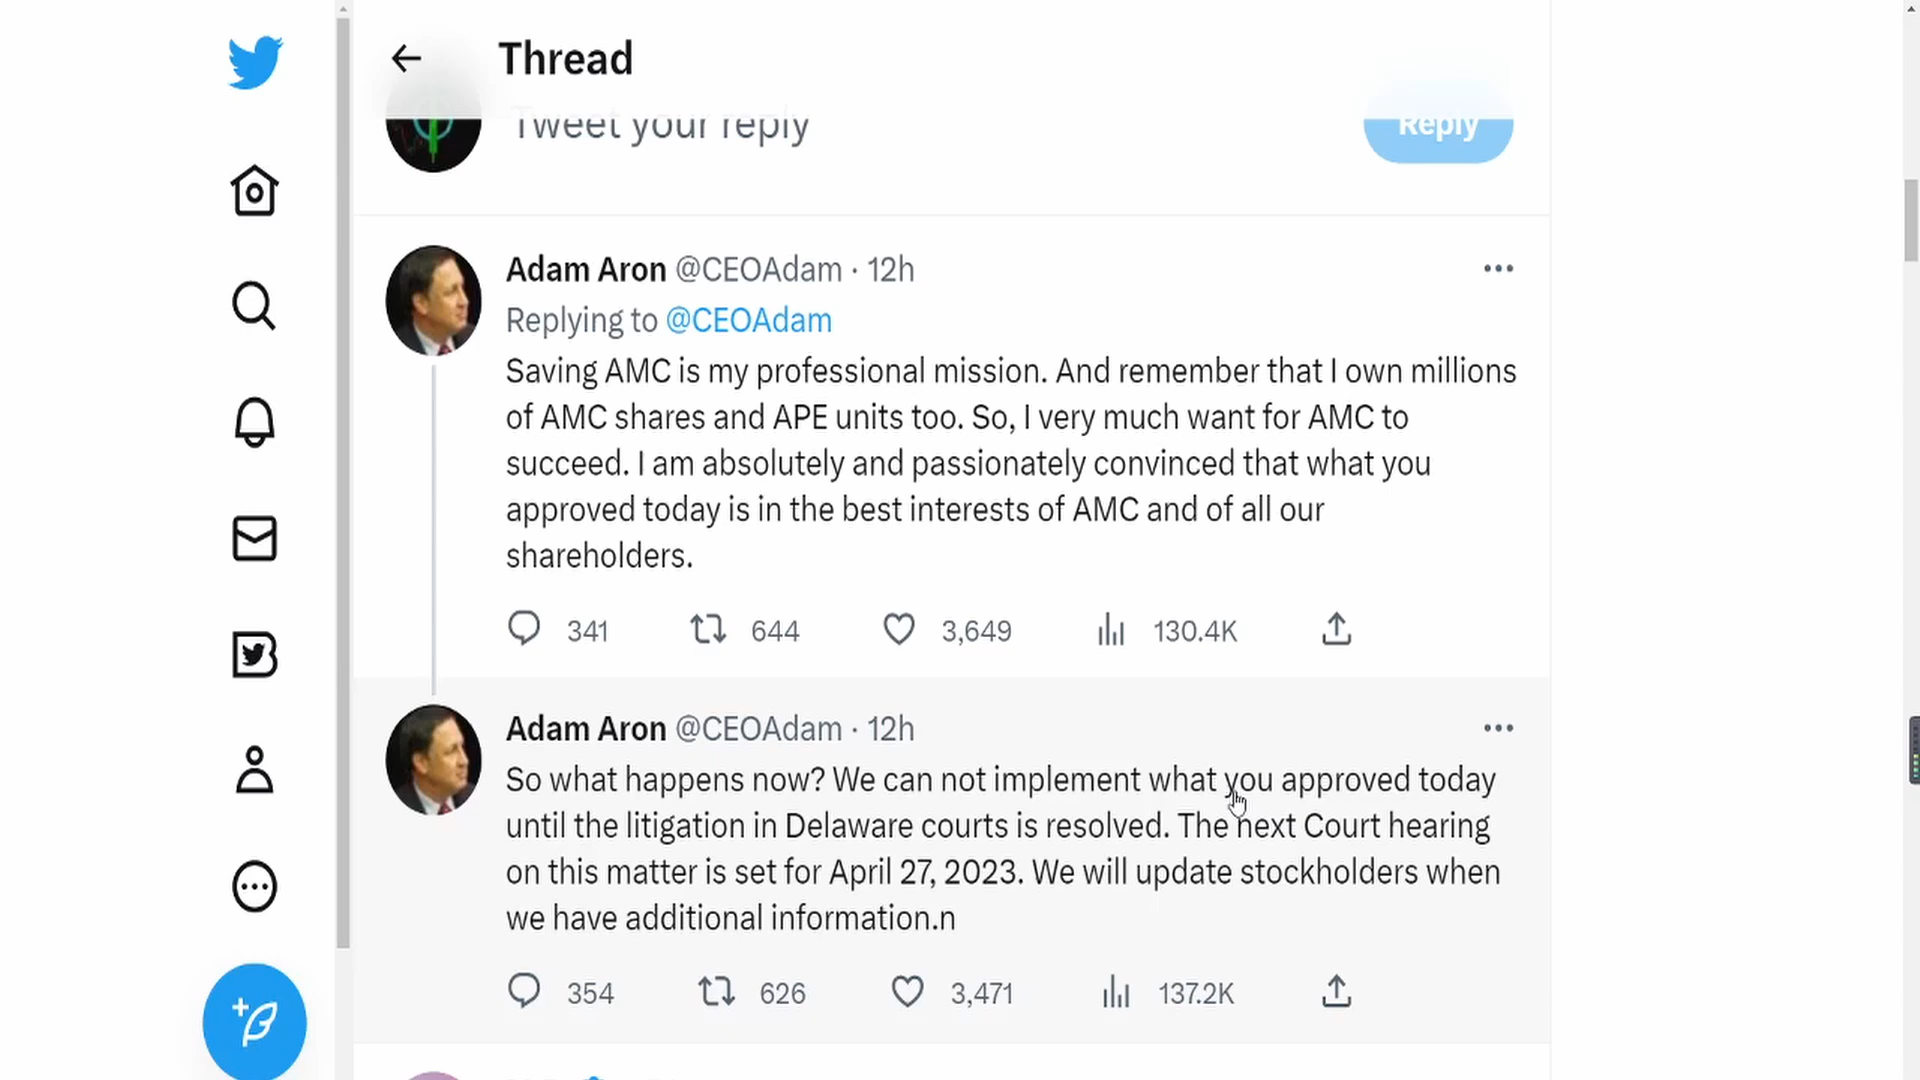 Thread
Tweet your reply
Reply
Adam Aron @CEOAdam · 12h
Replying to @CEOAdam
Saving AMC is my professional mission. And remember that I own millions
of AMC shares and APE units too. So, I very much want for AMC to
succeed. I am absolutely and passionately convinced that what you
approved today is in the best interests of AMC and of all our
shareholders.
341 644 3,649 130.4K
Adam Aron @CEOAdam · 12h
So what happens now? We can not implement what you approved today
until the litigation in Delaware courts is resolved. The next Court hearing
on this matter is set for April 27, 2023. We will update stockholders when
we have additional information.n
354 626 3,471 137.2K